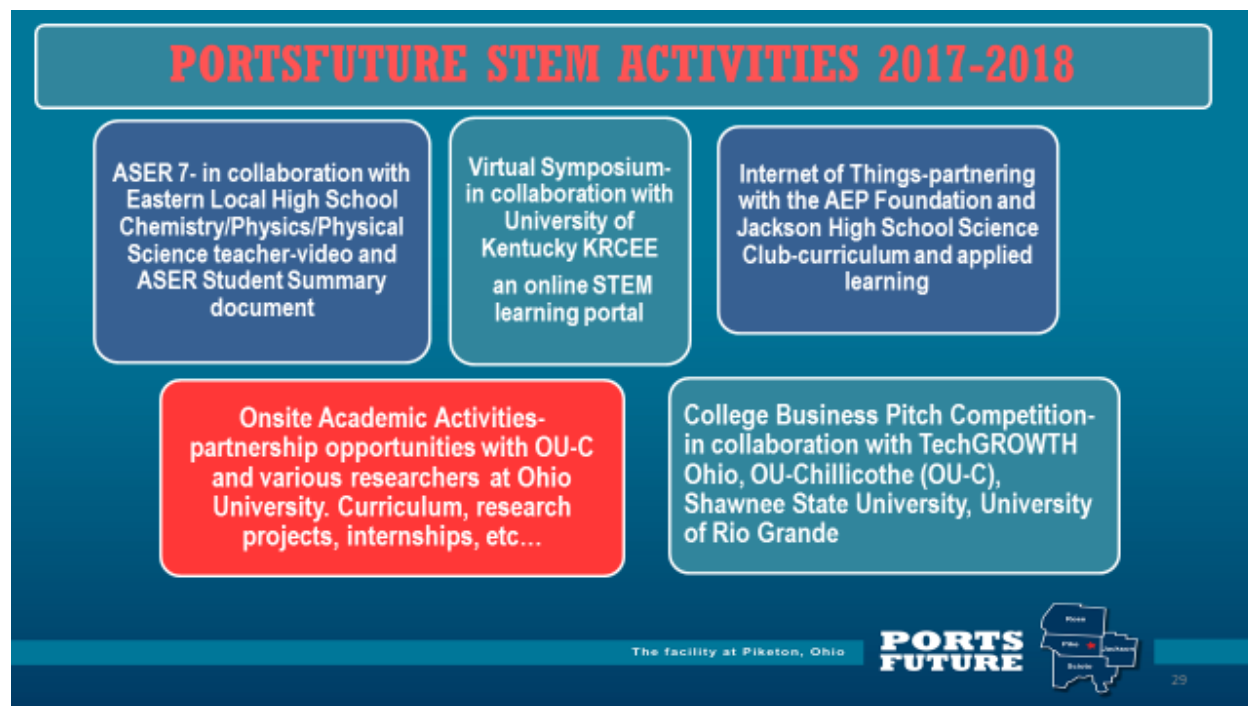 PORTSFUTURE STEM ACTIVITIES 2017-2018
ASER 7- in collaboration with
Eastern Local High School
Chemistry/Physics/Physical
Science teacher-video and
ASER Student Summary
document
Virtual Symposium-
in collaboration with
University of
Kentucky KRCEE
an online STEM
learning portal
Internet of Things-partnering
with the AEP Foundation and
Jackson High School Science
Club-curriculum and applied
learning
Onsite Academic Activities-
partnership opportunities with OU-C
and various researchers at Ohio
University. Curriculum, research
projects, internships, etc…
College Business Pitch Competition-
in collaboration with TechGROWTH
Ohio, OU-Chillicothe (OU-C),
Shawnee State University, University
of Rio Grande
The facility at Piketon, Ohio
PORTS
FUTURE
Ross
Pike
Jackson
Scioto
29